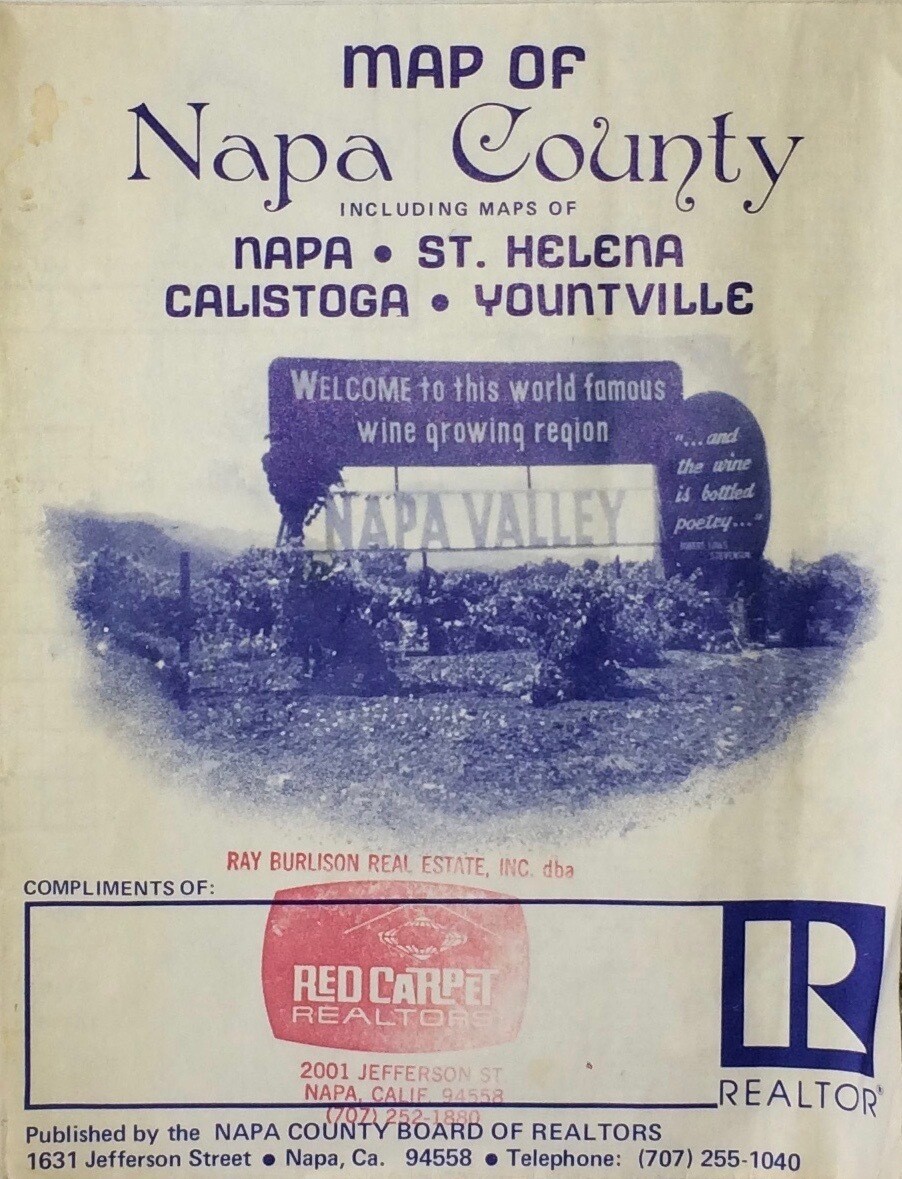 MAP OF
Napa County
INCLUDING MAPS OF
NAPA • ST. HELENA
CALISTOGA • YOUNTVILLE
WELCOME to this world famous
wine growing region
NAPA VALLEY
"...and
the wine
is bottled
poetry..."
ROBERT LOUIS
STEVENSON
RAY BURLISON REAL ESTATE, INC. dba
COMPLIMENTS OF:
RED CARPET
REALTORS
2001 JEFFERSON ST
NAPA, CALIF. 94558
(707) 252-1880
R
REALTOR®
Published by the NAPA COUNTY BOARD OF REALTORS
1631 Jefferson Street • Napa, Ca. 94558 • Telephone: (707) 255-1040